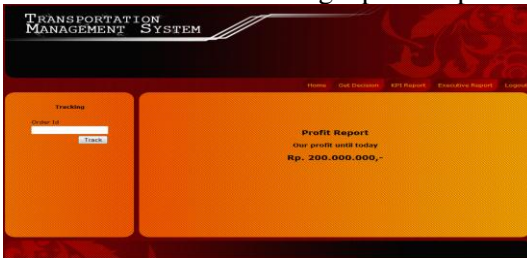 TRANSPORTATION
MANAGEMENT SYSTEM
Home Get Decision KPI Report Executive Report Logout
Tracking
Order Id
Track
Profit Report
Our profit until today
Rp. 200.000.000,-